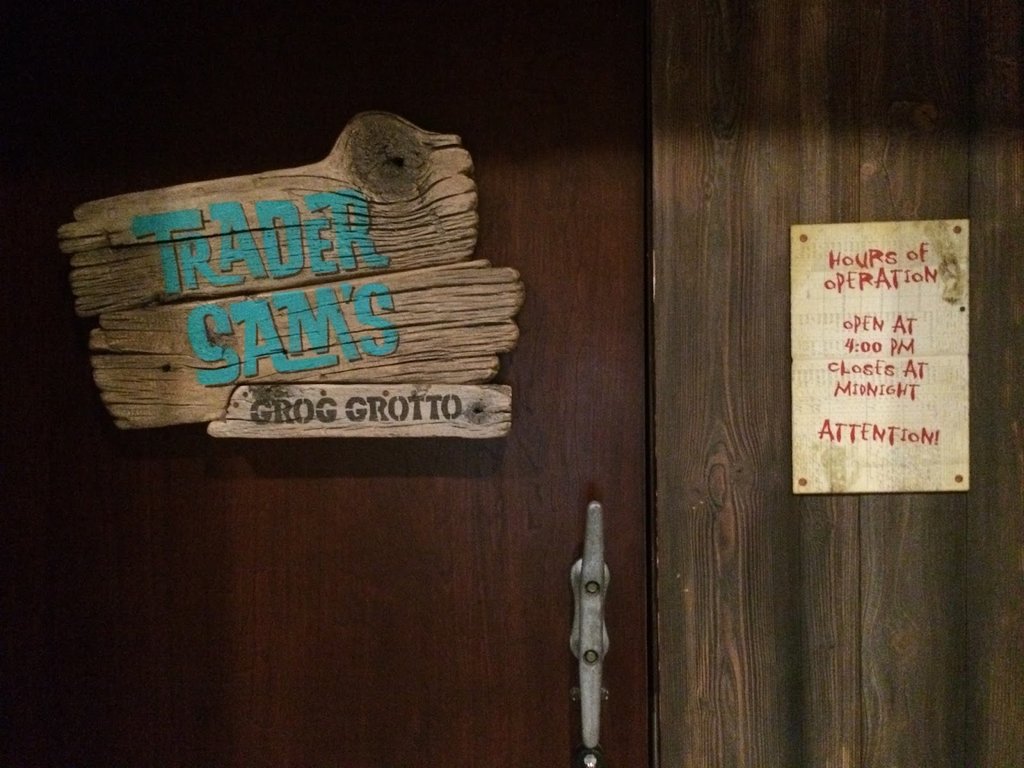 TRADER
SAM'S
GROG GROTTO
HOURS OF
OPERATION
OPEN AT
4:00 PM
CLOSES AT
MIDNIGHT
ATTENTION!